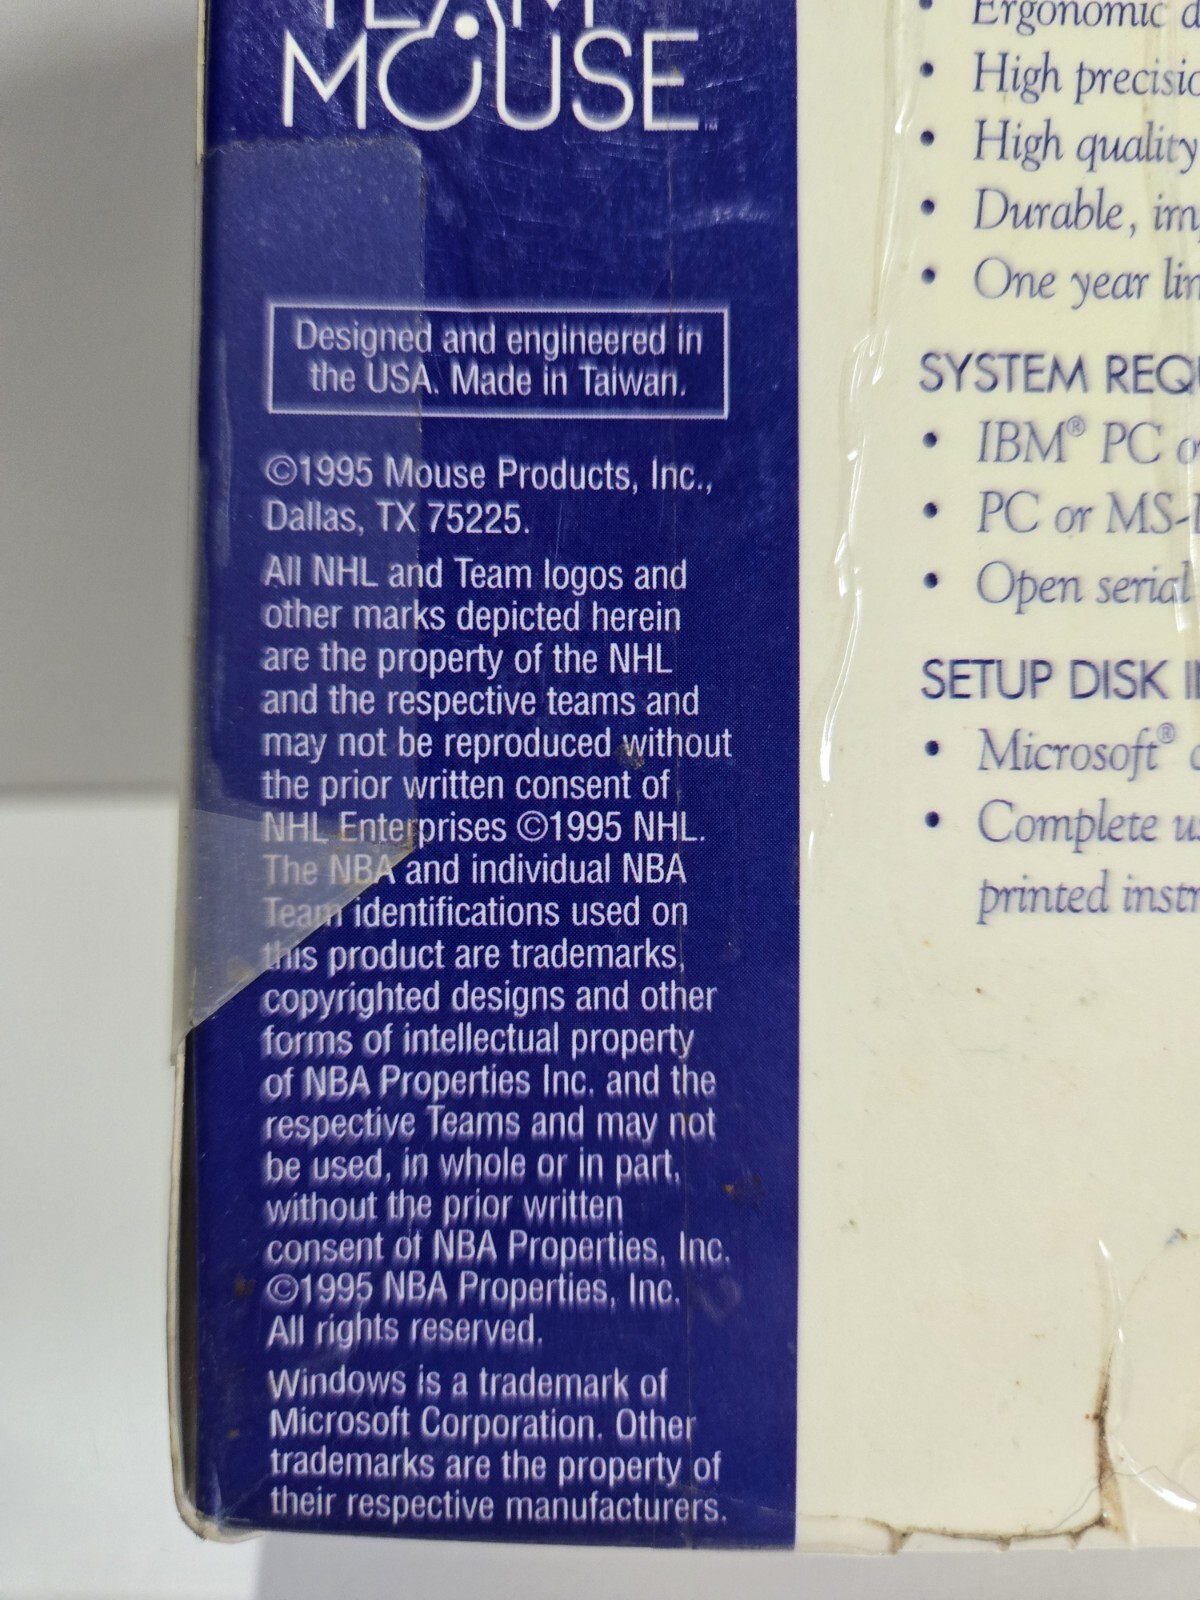 TEAM
MOUSE™
Designed and engineered in
the USA. Made in Taiwan.
©1995 Mouse Products, Inc.,
Dallas, TX 75225.
All NHL and Team logos and
other marks depicted herein
are the property of the NHL
and the respective teams and
may not be reproduced without
the prior written consent of
NHL Enterprises ©1995 NHL.
The NBA and individual NBA
Team identifications used on
this product are trademarks,
copyrighted designs and other
forms of intellectual property
of NBA Properties Inc. and the
respective Teams and may not
be used, in whole or in part,
without the prior written
consent of NBA Properties, Inc.
©1995 NBA Properties, Inc.
All rights reserved.
Windows is a trademark of
Microsoft Corporation. Other
trademarks are the property of
their respective manufacturers.
• Ergonomic
• High
• High quality
• Durable,
• One year
SYSTEM
• IBM® PC
• PC or
• Open serial
SETUP DISK
• Microsoft®
• Complete
printed